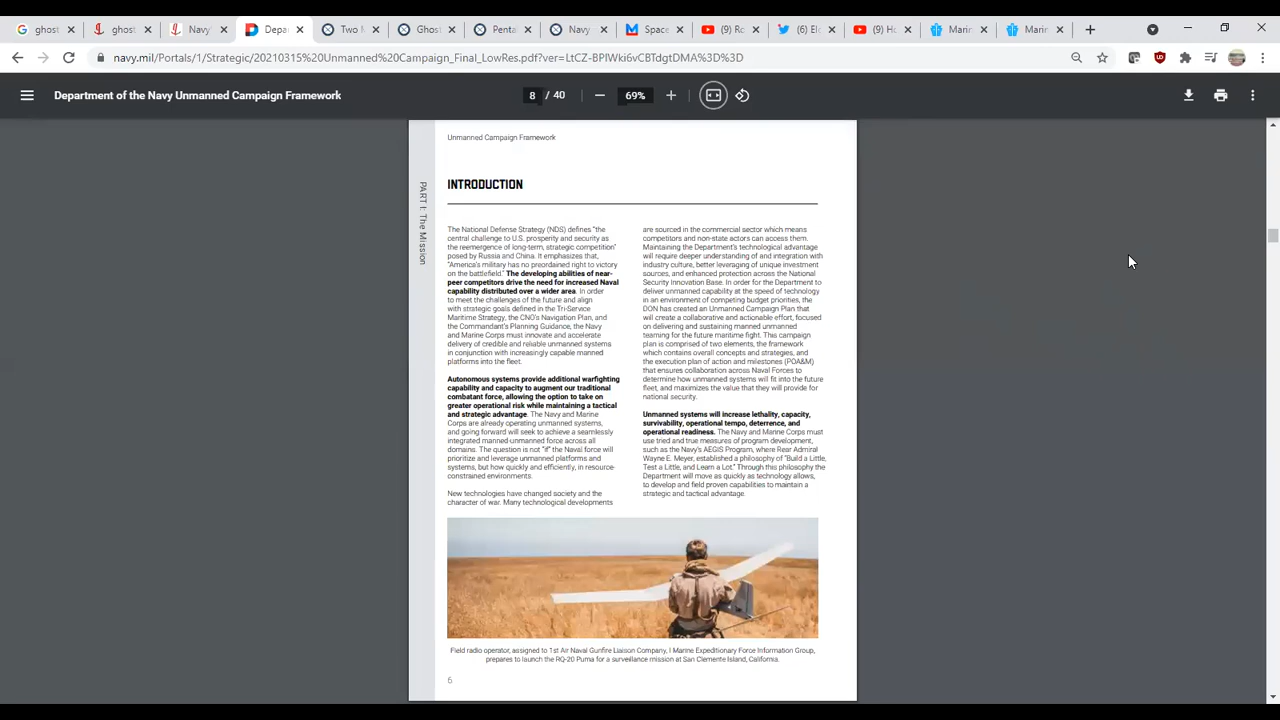 ghost
ghost
Navy'
Depar
Two M
Ghost
Penta
Navy
Space
(9) Ro
(6) Ele
(9) Ho
Marin
Marin
navy.mil/Portals/1/Strategic/20210315%20Unmanned%20Campaign_Final_LowRes.pdf?ver=LtCZ-BPlWki6vCBTdgtDMA%3D%3D
Department of the Navy Unmanned Campaign Framework
8 / 40
69%
Unmanned Campaign Framework
PART I: The Mission
INTRODUCTION
The National Defense Strategy (NDS) defines "the
central challenge to U.S. prosperity and security as
the reemergence of long-term, strategic competition"
posed by Russia and China. It emphasizes that,
"America's military has no preordained right to victory
on the battlefield." The developing abilities of near-
peer competitors drive the need for increased Naval
capability distributed over a wider area. In order
to meet the challenges of the future and align
with strategic goals defined in the Tri-Service
Maritime Strategy, the CNO's Navigation Plan, and
the Commandant's Planning Guidance, the Navy
and Marine Corps must innovate and accelerate
delivery of credible and reliable unmanned systems
in conjunction with increasingly capable manned
platforms into the fleet.
Autonomous systems provide additional warfighting
capability and capacity to augment our traditional
combatant force, allowing the option to take on
greater operational risk while maintaining a tactical
and strategic advantage. The Navy and Marine
Corps are already operating unmanned systems,
and going forward will seek to achieve a seamlessly
integrated manned-unmanned force across all
domains. The question is not "if" the Naval force will
prioritize and leverage unmanned platforms and
systems, but how quickly and efficiently, in resource-
constrained environments.
New technologies have changed society and the
character of war. Many technological developments
are sourced in the commercial sector which means
competitors and non-state actors can access them.
Maintaining the Department's technological advantage
will require deeper understanding of and integration with
industry culture, better leveraging of unique investment
sources, and enhanced protection across the National
Security Innovation Base. In order for the Department to
deliver unmanned capability at the speed of technology
in an environment of competing budget priorities, the
DON has created an Unmanned Campaign Plan that
will create a collaborative and actionable effort, focused
on delivering and sustaining manned unmanned
teaming for the future maritime fight. This campaign
plan is comprised of two elements, the framework
which contains overall concepts and strategies, and
the execution plan of action and milestones (POA&M)
that ensures collaboration across Naval Forces to
determine how unmanned systems will fit into the future
fleet, and maximizes the value that they will provide for
national security.
Unmanned systems will increase lethality, capacity,
survivability, operational tempo, deterrence, and
operational readiness. The Navy and Marine Corps must
use tried and true measures of program development,
such as the Navy's AEGIS Program, where Rear Admiral
Wayne E. Meyer, established a philosophy of "Build a Little,
Test a Little, and Learn a Lot." Through this philosophy the
Department will move as quickly as technology allows,
to develop and field proven capabilities to maintain a
strategic and tactical advantage.
Field radio operator, assigned to 1st Air Naval Gunfire Liaison Company, I Marine Expeditionary Force Information Group,
prepares to launch the RQ-20 Puma for a surveillance mission at San Clemente Island, California.
6